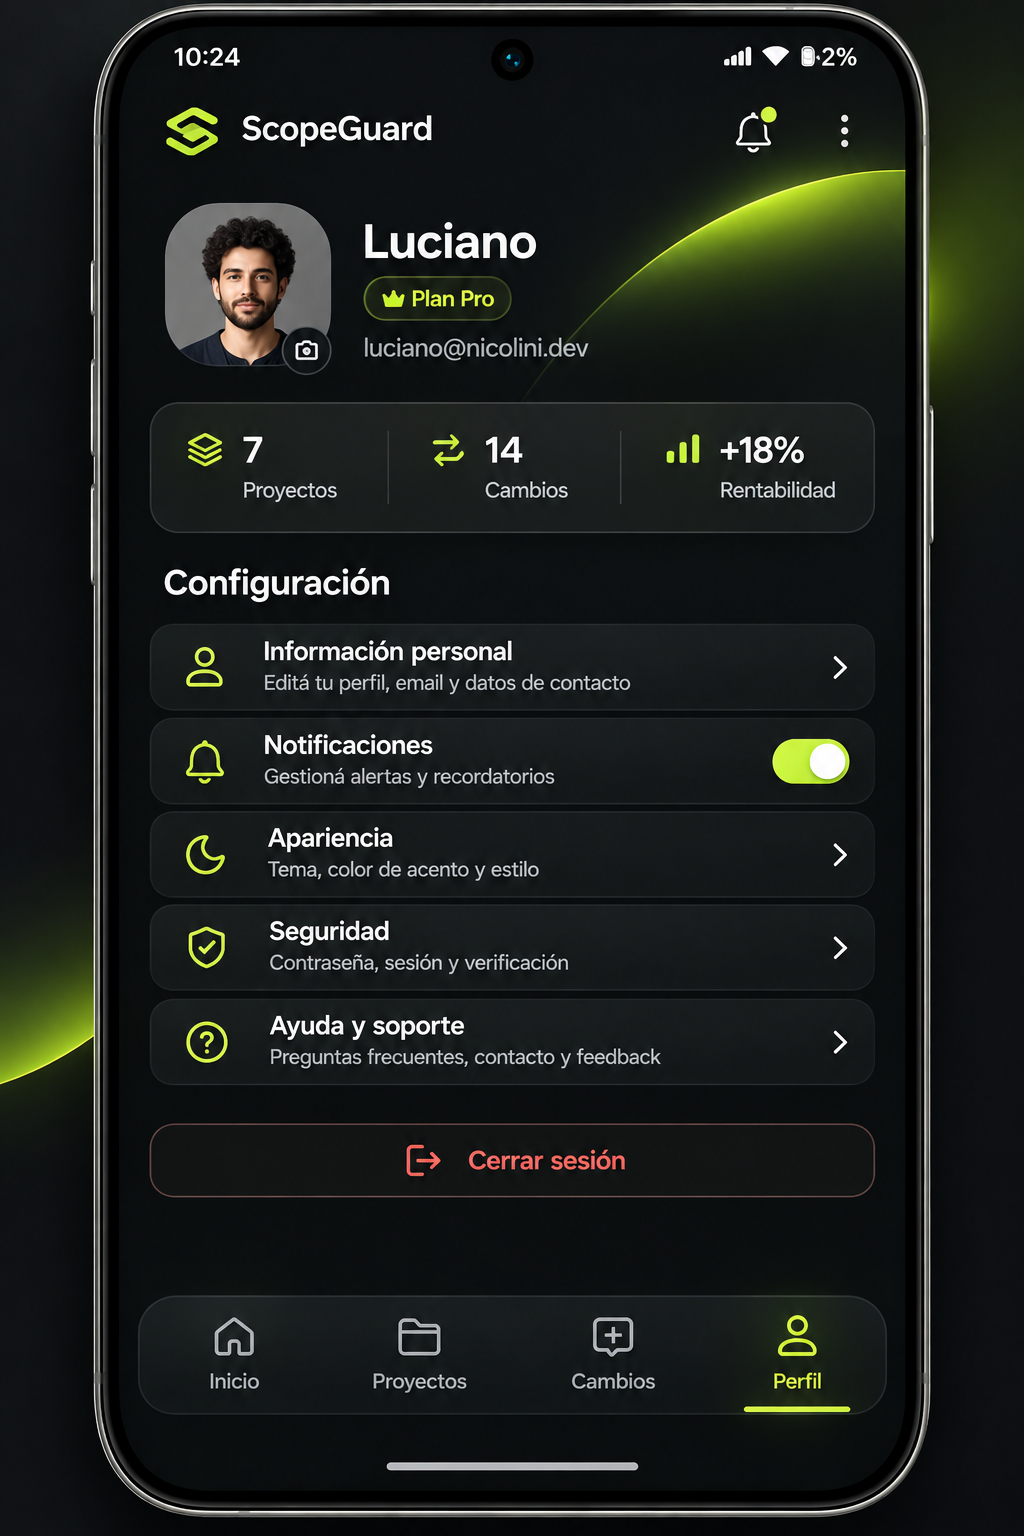 10:24
2%
ScopeGuard
Luciano
Plan Pro
luciano@nicolini.dev
7
Proyectos
14
Cambios
+18%
Rentabilidad
Configuración
Información personal
Editá tu perfil, email y datos de contacto
Notificaciones
Gestioná alertas y recordatorios
Apariencia
Tema, color de acento y estilo
Seguridad
Contraseña, sesión y verificación
Ayuda y soporte
Preguntas frecuentes, contacto y feedback
Cerrar sesión
Inicio
Proyectos
Cambios
Perfil